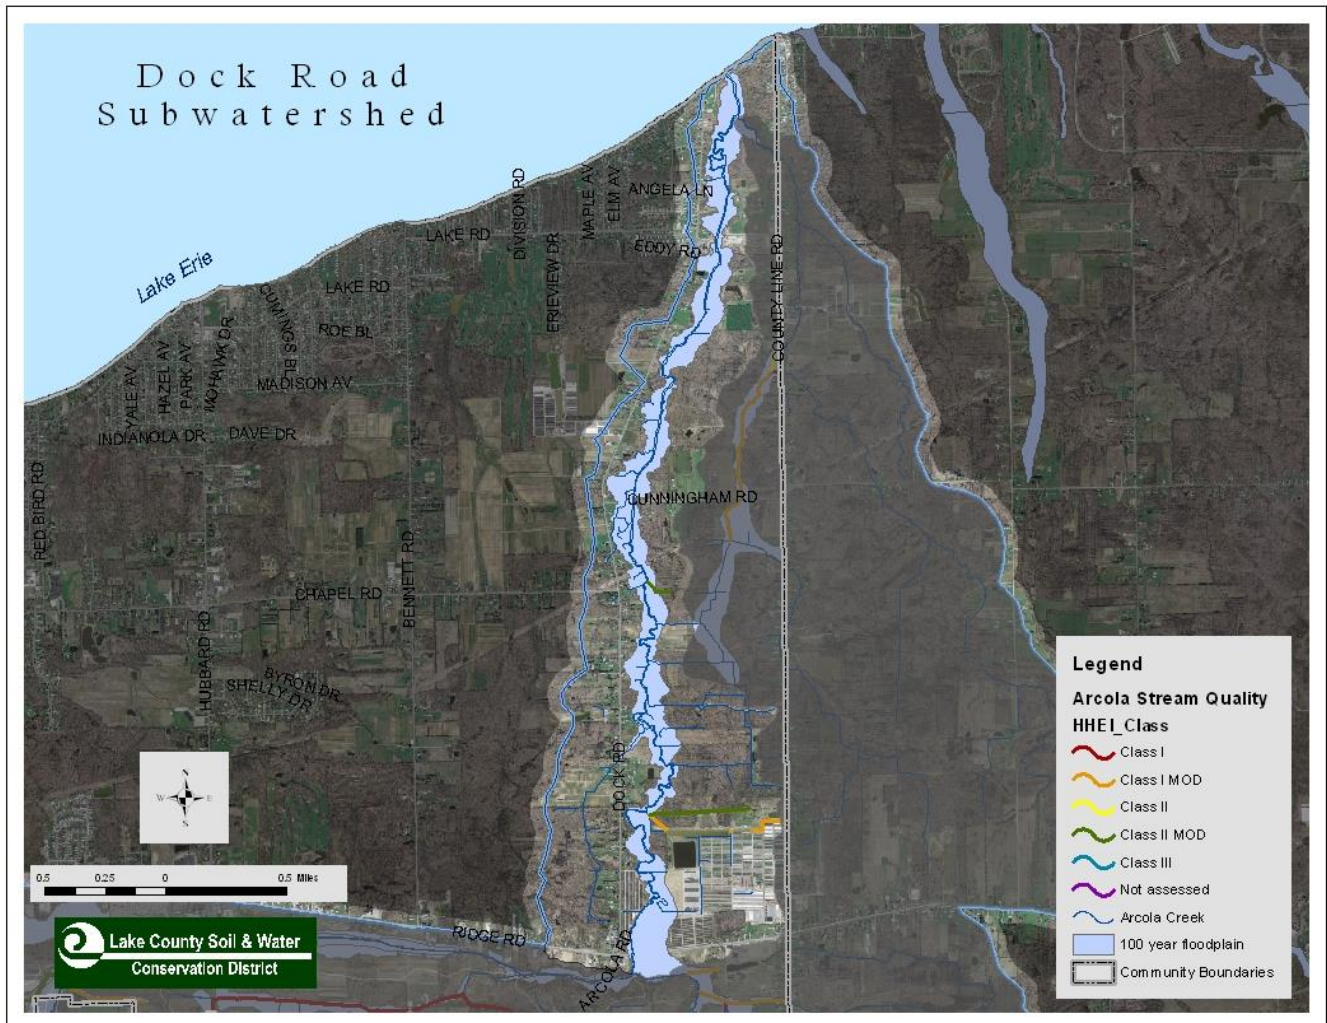 Dock Road
Subwatershed
Lake Erie
ANGELA LN
DIVISION RD
MAPLE AV
ELM AV
LAKE RD
EDDY RD
ERIEVIEW DR
COUNTY LINE RD
LAKE RD
CUMINGS BL
ROE BL
MOHAWK DR
MADISON AV
YALE AV
HAZEL AV
PARK AV
INDIANOLA DR
DAVE DR
RED BIRD RD
CUNNINGHAM RD
BENNETT RD
CHAPEL RD
HUBBARD RD
BYRON DR
SHELLY DR
DOCK RD
RIDGE RD
ARCOLA RD
N
W E
S
0.5 0.25 0 0.5 Miles
Lake County Soil & Water
Conservation District
Legend
Arcola Stream Quality
HHEI_Class
Class I
Class I MOD
Class II
Class II MOD
Class III
Not assessed
Arcola Creek
100 year floodplain
Community Boundaries